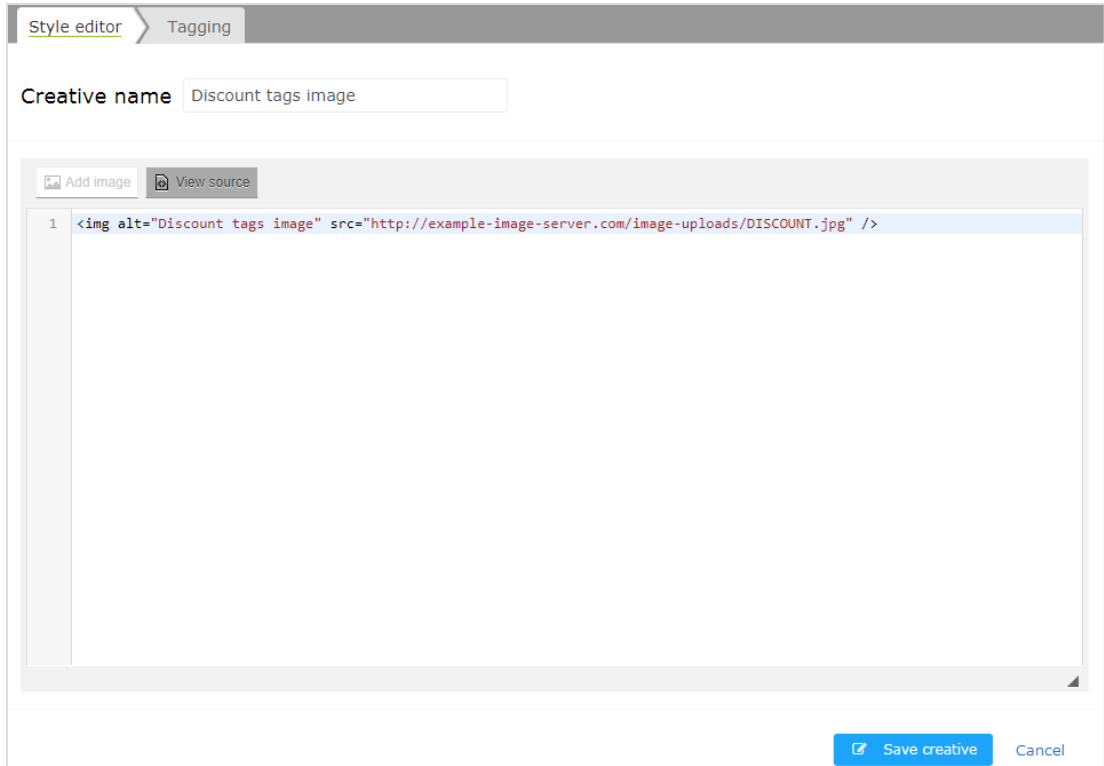 Style editor Tagging
Creative name Discount tags image
Add image View source
1 <img alt="Discount tags image" src="http://example-image-server.com/image-uploads/DISCOUNT.jpg" />
Save creative Cancel